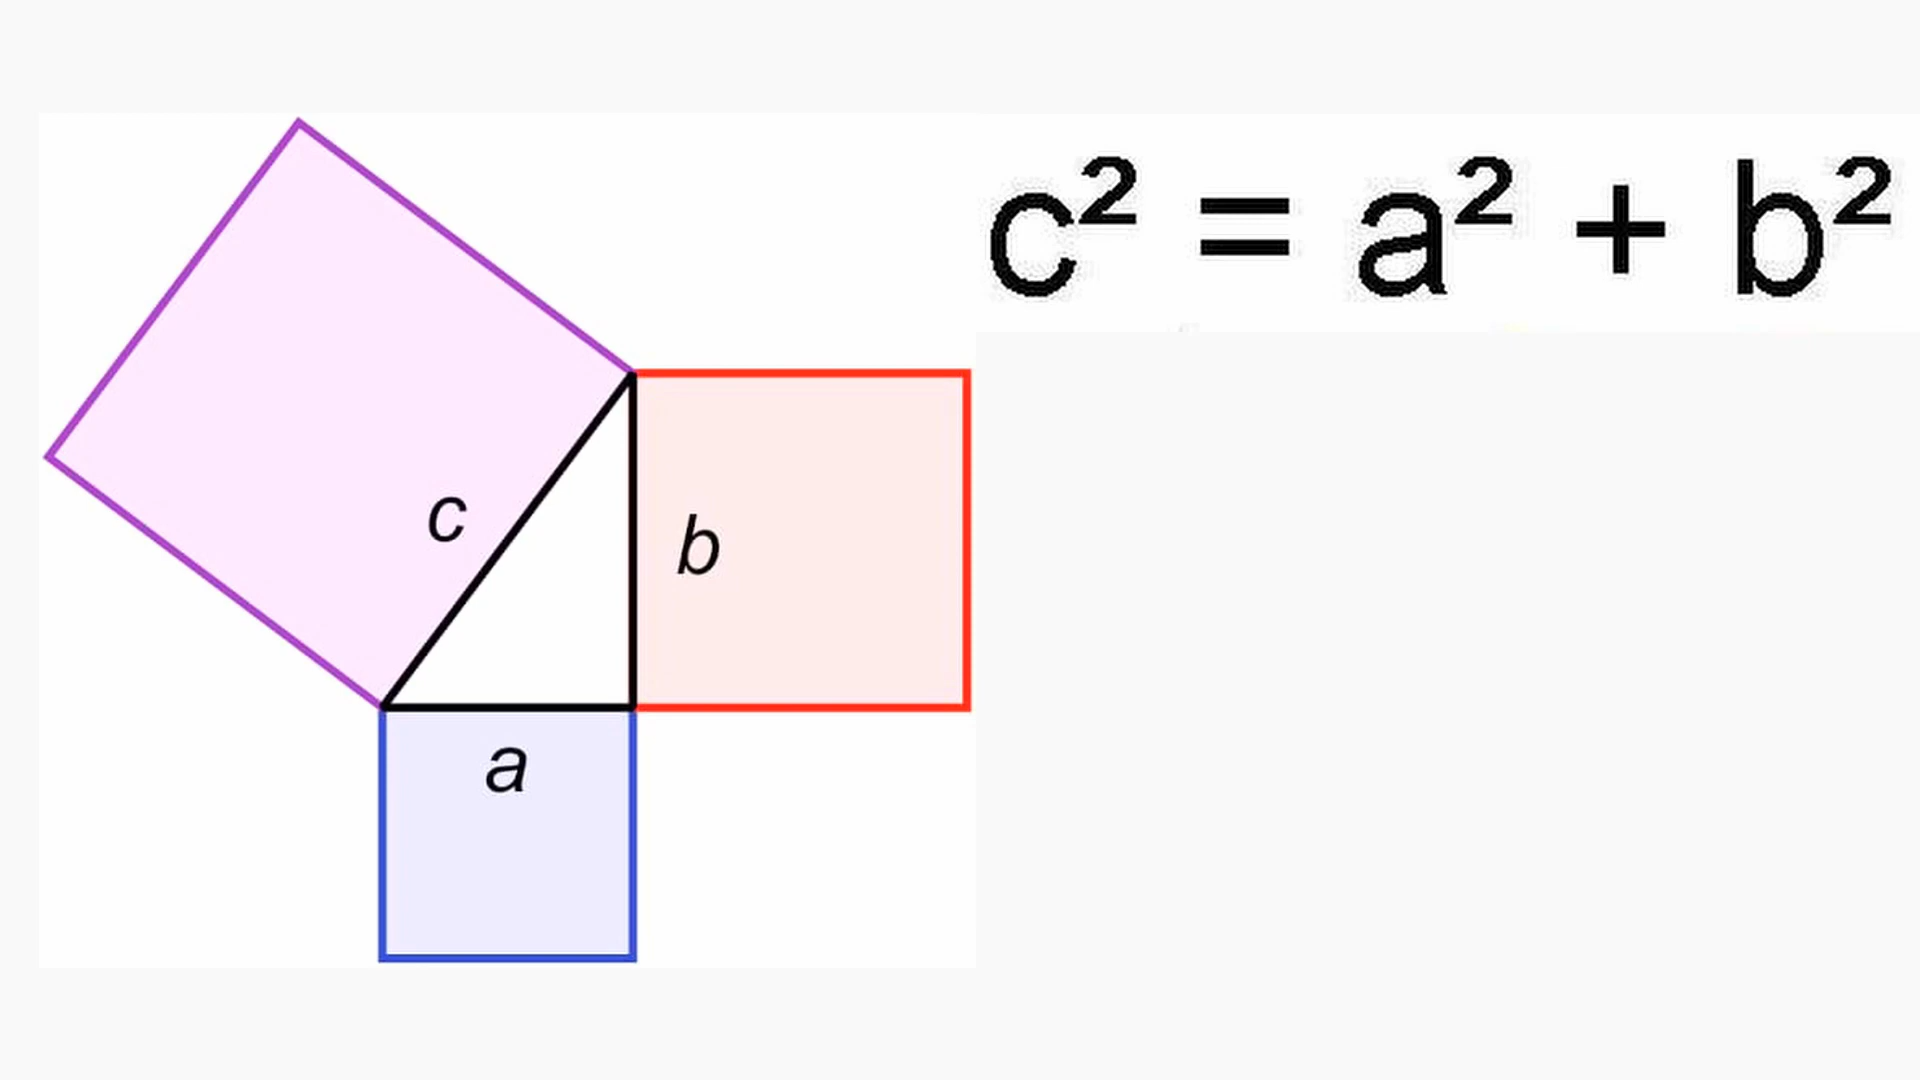 c² = a² + b²
c
b
a